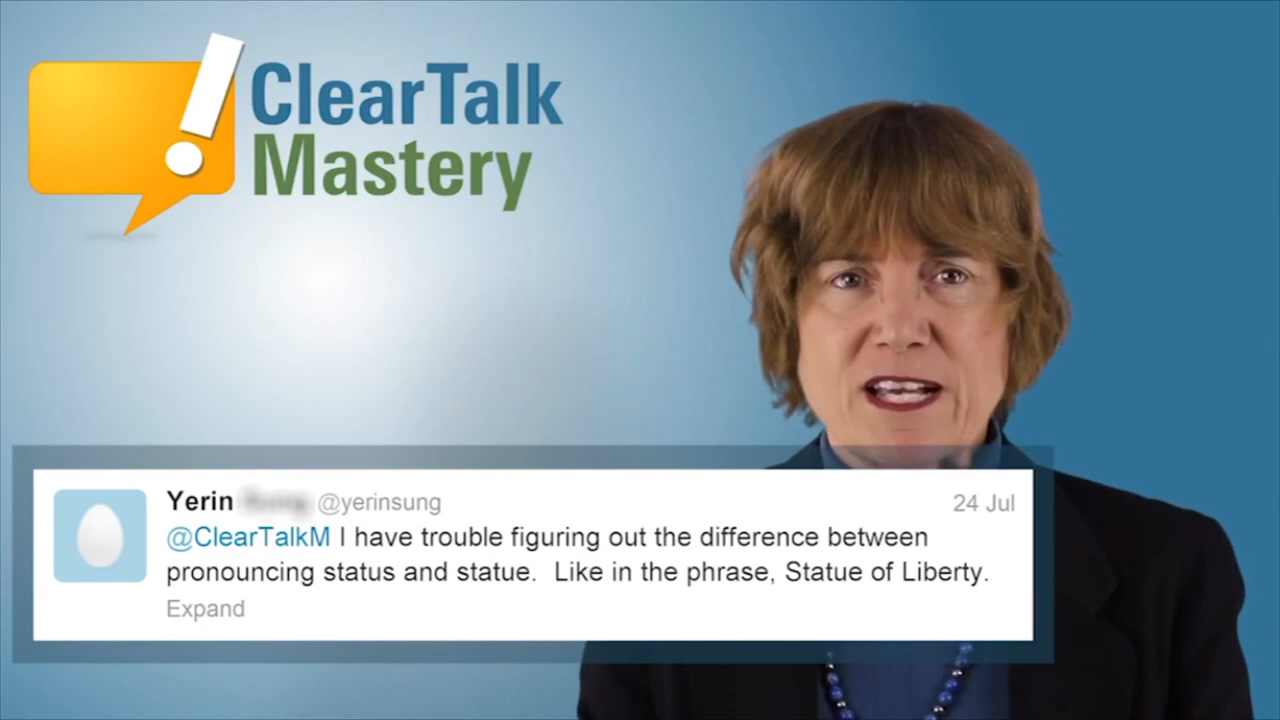 ClearTalk
Mastery
Yerin @yerinsung 24 Jul
@ClearTalkM I have trouble figuring out the difference between
pronouncing status and statue. Like in the phrase, Statue of Liberty.
Expand